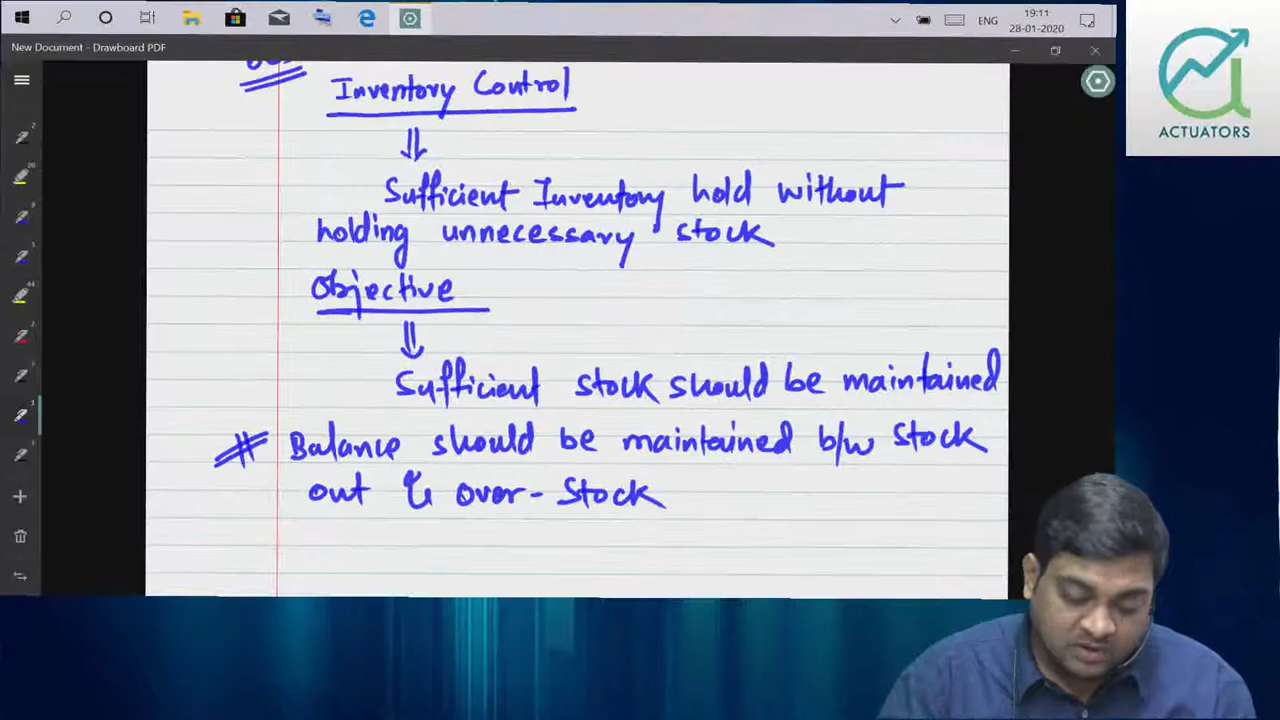 19:11
ENG
28-01-2020
New Document - Drawboard PDF
ACTUATORS
Inventory Control
Sufficient Inventory hold without
holding unnecessary stock
Objective
Sufficient stock should be maintained
# Balance should be maintained b/w stock
out & over-stock